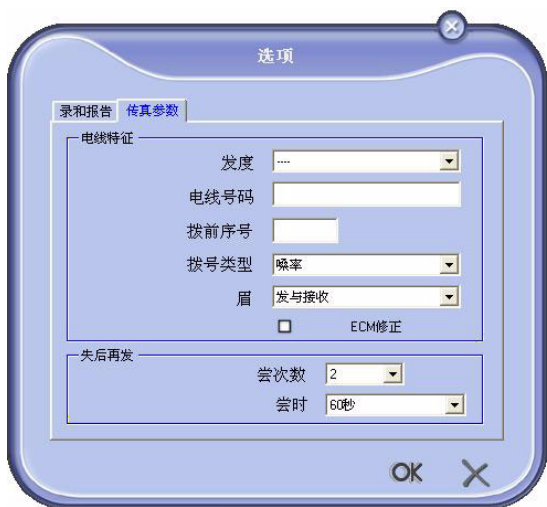 选项
录和报告 传真参数
电线特征
发度 ----
电线号码
拨前序号
拨号类型 嗓率
眉 发与接收
ECM修正
失后再发
尝次数 2
尝时 60秒
OK